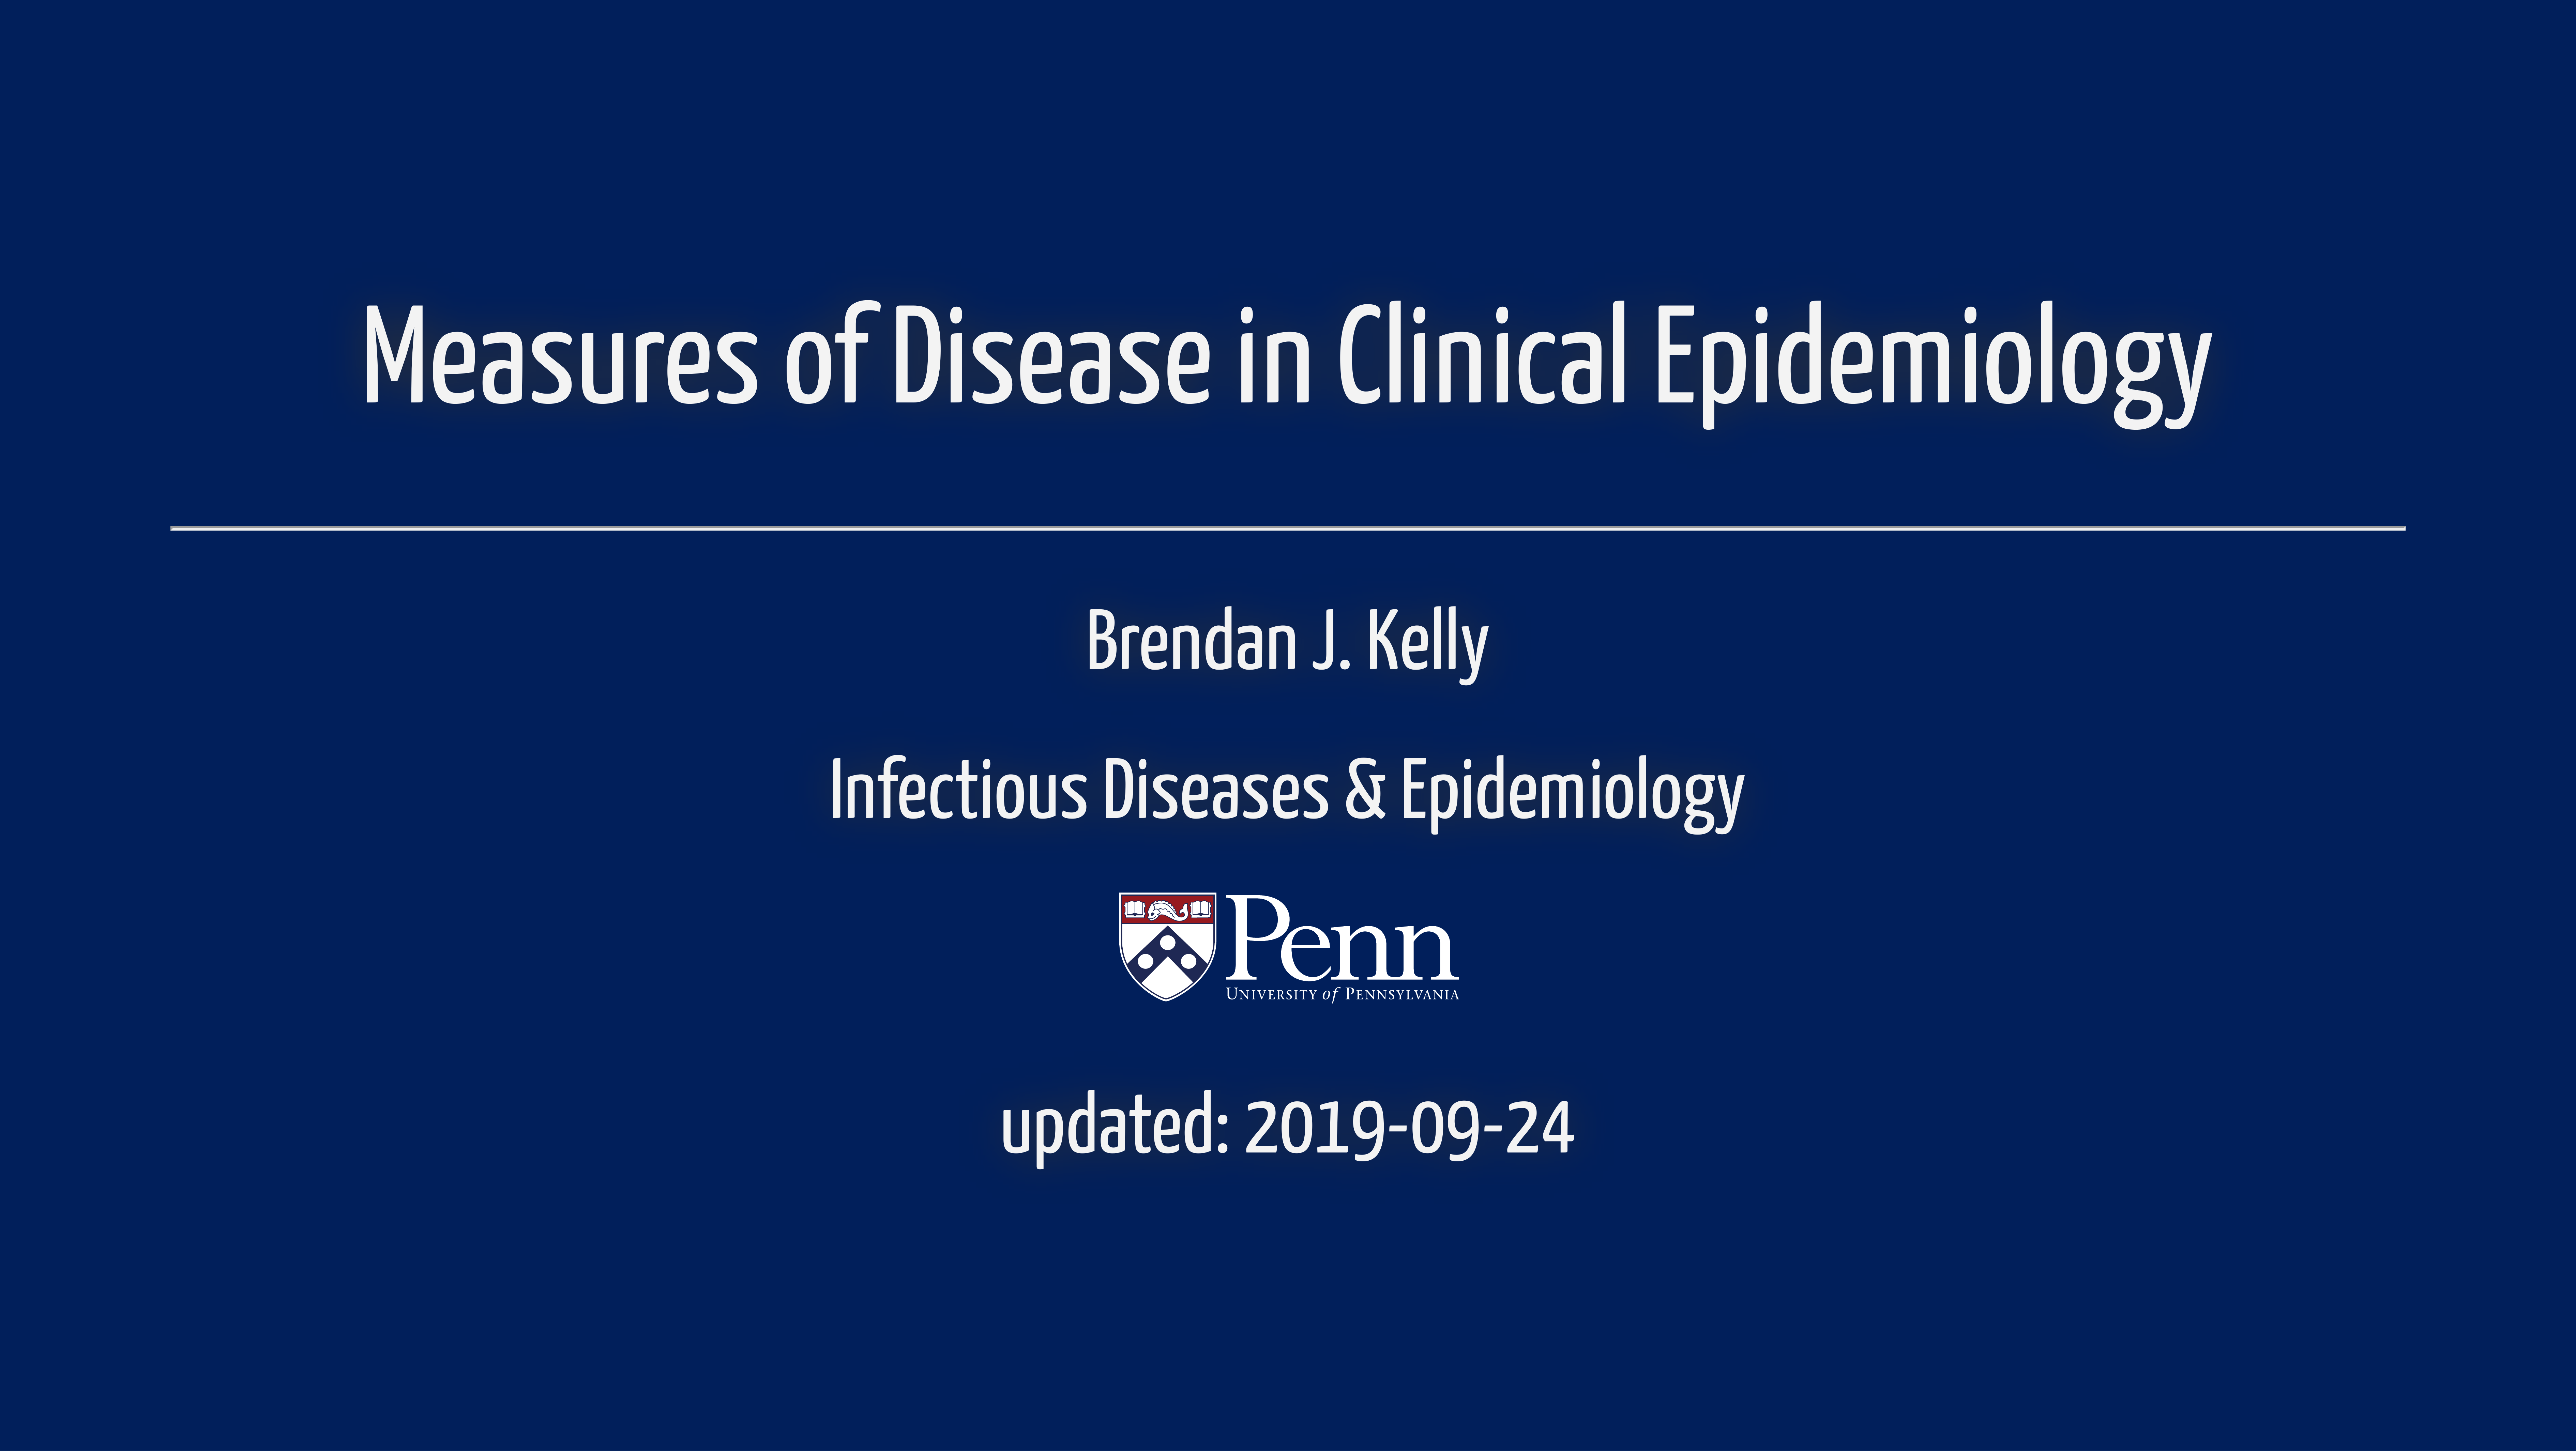 Measures of Disease in Clinical Epidemiology
Brendan J. Kelly
Infectious Diseases & Epidemiology
Penn
University of Pennsylvania
updated: 2019-09-24